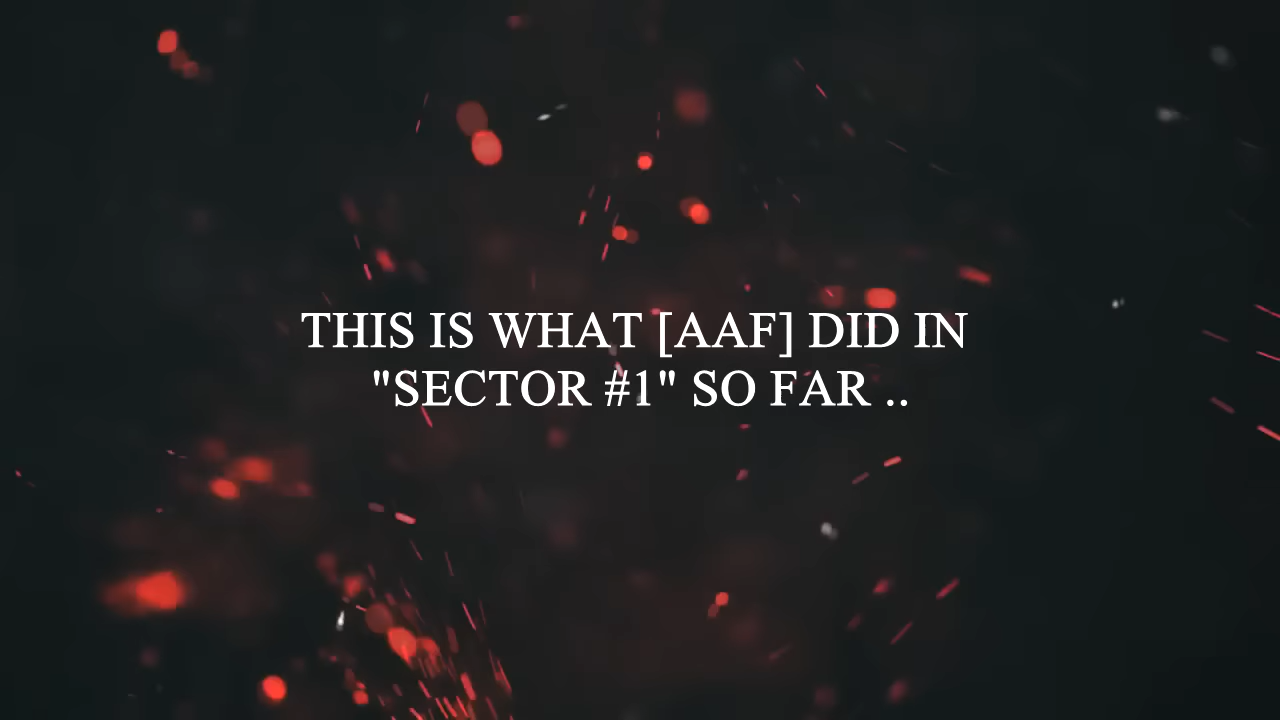 THIS IS WHAT [AAF] DID IN
"SECTOR #1" SO FAR ..